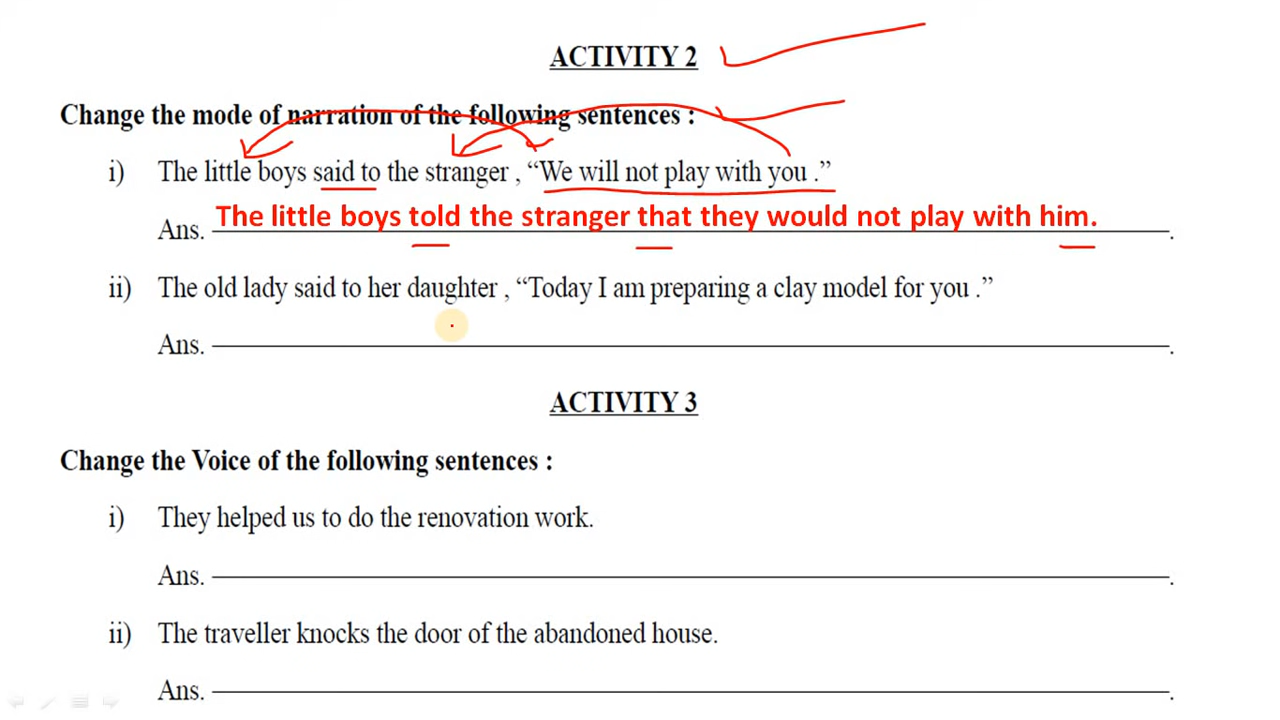 ACTIVITY 2
Change the mode of narration of the following sentences :
i) The little boys said to the stranger , “We will not play with you .”
Ans. The little boys told the stranger that they would not play with him. .
ii) The old lady said to her daughter , “Today I am preparing a clay model for you .”
Ans. .
ACTIVITY 3
Change the Voice of the following sentences :
i) They helped us to do the renovation work.
Ans. .
ii) The traveller knocks the door of the abandoned house.
Ans. .